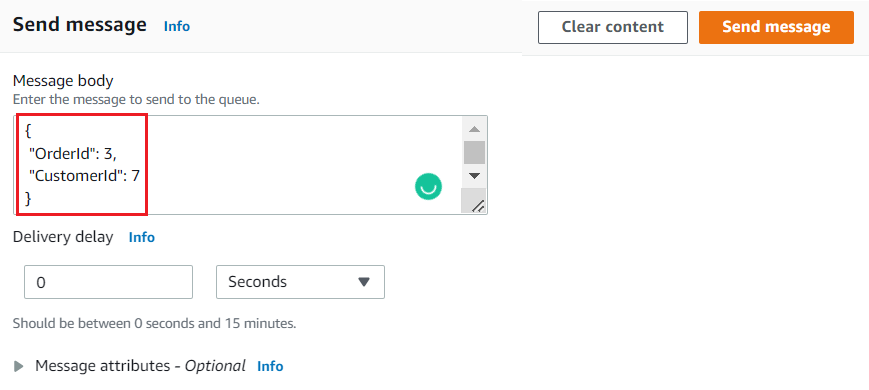 Send message Info Clear content Send message
Message body
Enter the message to send to the queue.
{
"OrderId": 3,
"CustomerId": 7
}
Delivery delay Info
0 Seconds
Should be between 0 seconds and 15 minutes.
Message attributes - Optional Info